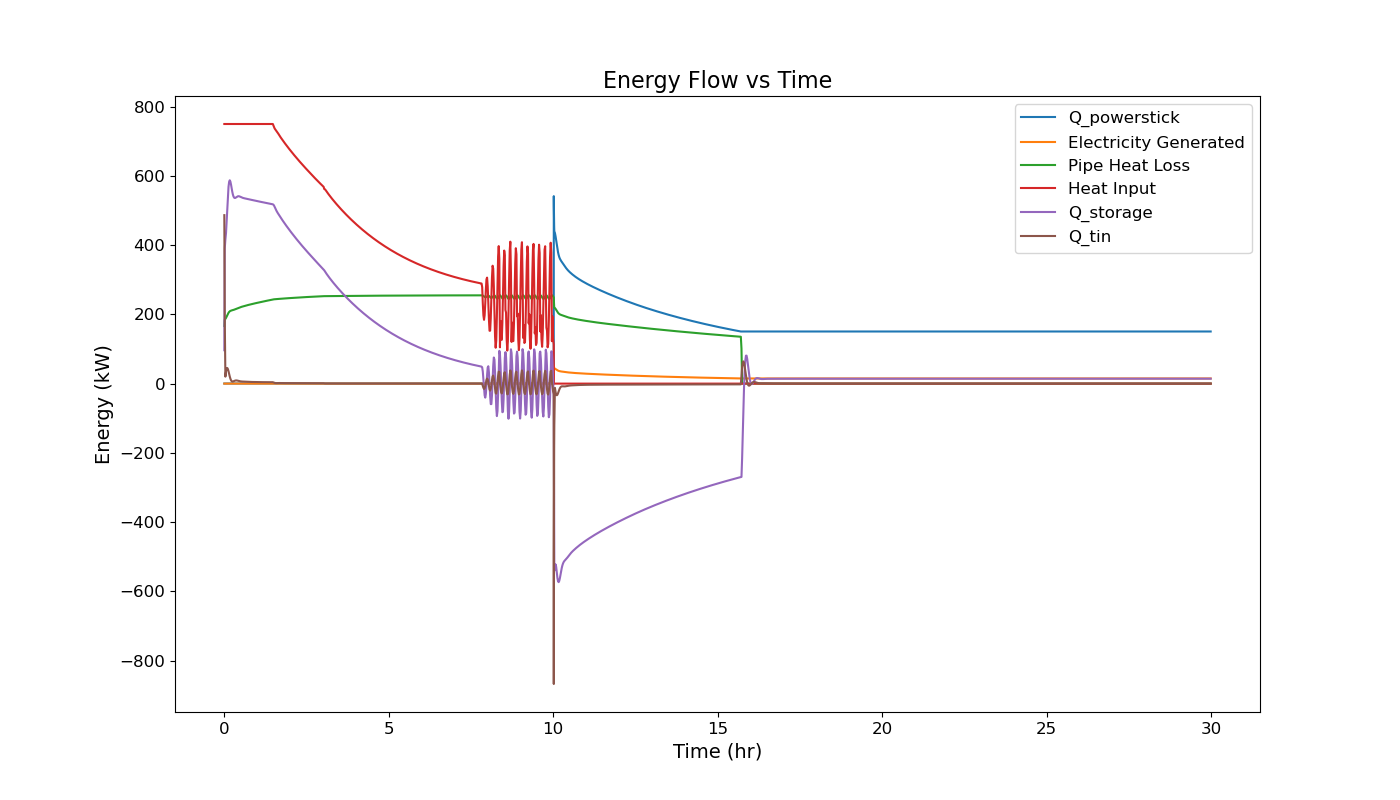 Energy Flow vs Time
Energy (kW)
800
600
400
200
0
−200
−400
−600
−800
Q_powerstick
Electricity Generated
Pipe Heat Loss
Heat Input
Q_storage
Q_tin
0
5
10
15
20
25
30
Time (hr)